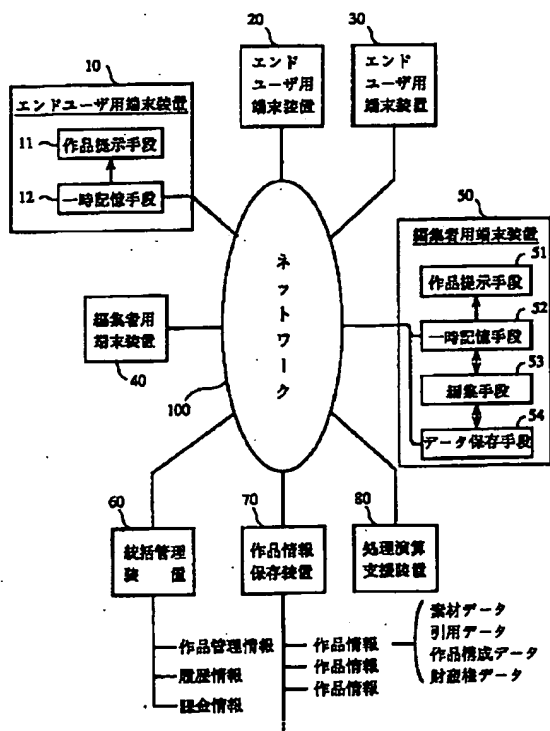 20
30
10
エンド
ユーザ用
端末装置
エンド
ユーザ用
端末装置
エンドユーザ用端末装置
11
作品提示手段
12
一時記憶手段
50
編集者用端末装置
51
作品提示手段
52
一時記憶手段
53
編集手段
54
データ保存手段
ネットワーク
編集者用
端末装置
40
100
60
統括管理
装置
70
作品情報
保存装置
80
処理演算
支援装置
作品管理情報
履歴情報
課金情報
作品情報
作品情報
作品情報
素材データ
引用データ
作品構成データ
財産権データ